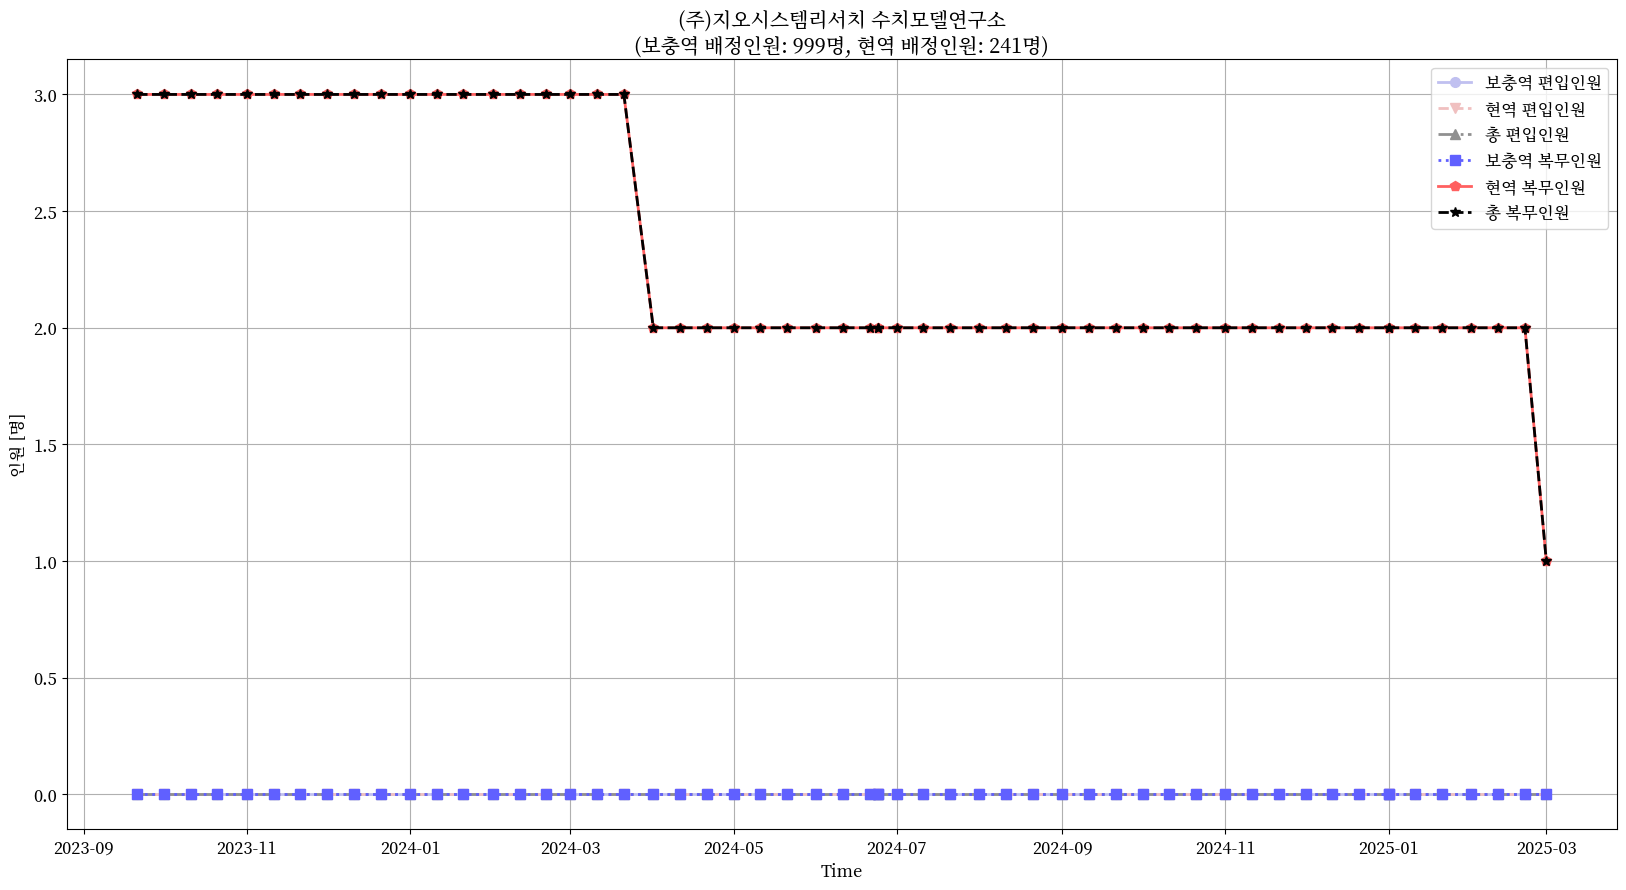 (주)지오시스템리서치 수치모델연구소
(보충역 배정인원: 999명, 현역 배정인원: 241명)
보충역 편입인원
현역 편입인원
총 편입인원
보충역 복무인원
현역 복무인원
총 복무인원
인원 [명]
3.0
2.5
2.0
1.5
1.0
0.5
0.0
2023-09
2023-11
2024-01
2024-03
2024-05
2024-07
2024-09
2024-11
2025-01
2025-03
Time